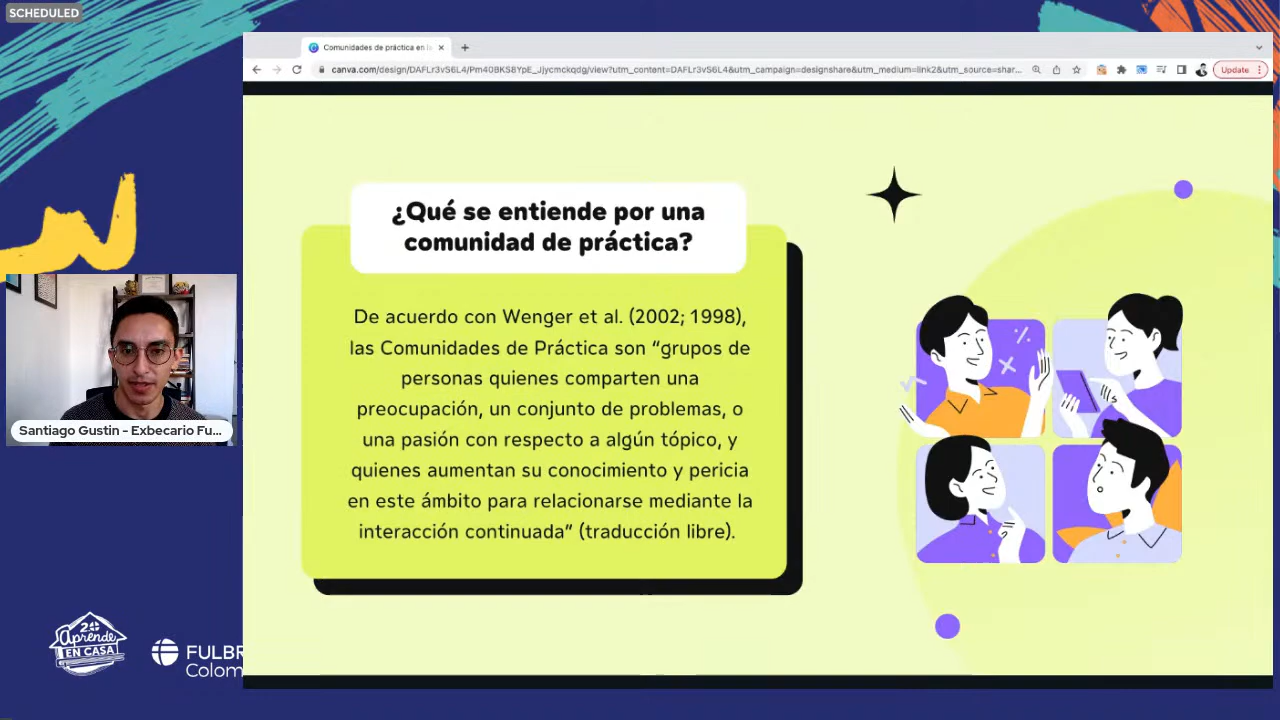 SCHEDULED
Comunidades de práctica en la
canva.com/design/DAFLr3vS6L4/Pm40BKS8YpE_Jjycmckqdg/view?utm_content=DAFLr3vS6L4&utm_campaign=designshare&utm_medium=link2&utm_source=shar...
Update
¿Qué se entiende por una
comunidad de práctica?
De acuerdo con Wenger et al. (2002; 1998),
las Comunidades de Práctica son “grupos de
personas quienes comparten una
preocupación, un conjunto de problemas, o
una pasión con respecto a algún tópico, y
quienes aumentan su conocimiento y pericia
en este ámbito para relacionarse mediante la
interacción continuada” (traducción libre).
Santiago Gustin - Exbecario Fu...
Aprende
EN CASA
FULBR
Colom